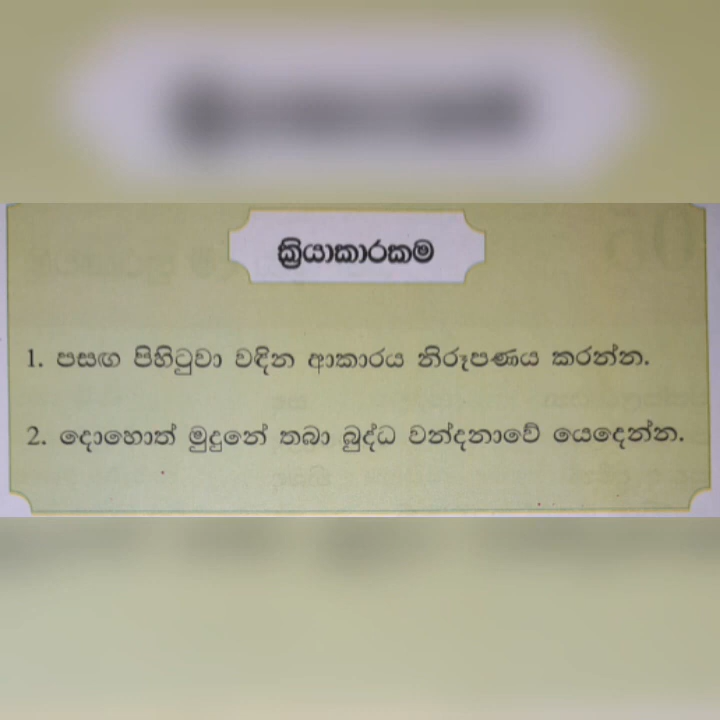 ක්‍රියාකාරකම
1. පසඟ පිහිටුවා වඳින ආකාරය නිරූපණය කරන්න.
2. දොහොත් මුදුනේ තබා බුද්ධ වන්දනාවේ යෙදෙන්න.